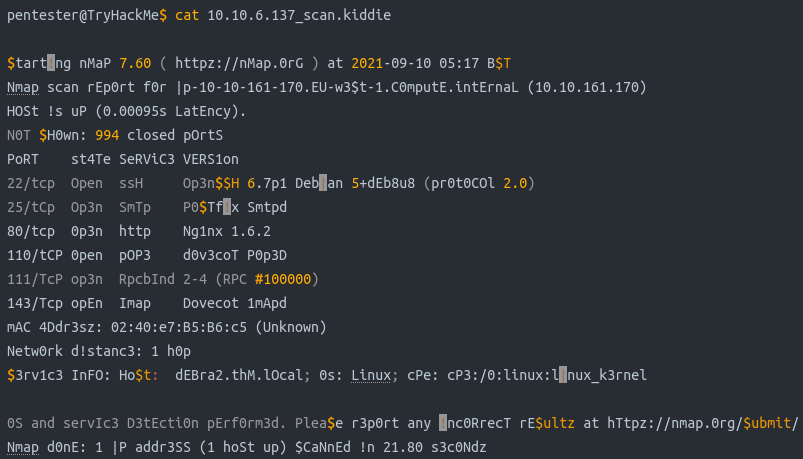 pentester@TryHackMe$ cat 10.10.6.137_scan.kiddie
$tart!ng nMaP 7.60 ( httpz://nMap.0rG ) at 2021-09-10 05:17 B$T
Nmap scan rEp0rt f0r |p-10-10-161-170.EU-w3$t-1.C0mputE.intErnaL (10.10.161.170)
HOSt !s uP (0.00095s LatEncy).
N0T $H0wn: 994 closed pOrtS
PoRT    st4Te SeRViC3 VERS1on
22/tcp  Open  ssH     Op3n$$H 6.7p1 Deb|an 5+dEb8u8 (pr0t0COl 2.0)
25/tCp  Op3n  SmTp    P0$Tf!x Smtpd
80/tcp  0p3n  http    Ng1nx 1.6.2
110/tCP 0pen  pOP3    d0v3coT P0p3D
111/TcP op3n  RpcbInd 2-4 (RPC #100000)
143/Tcp opEn  Imap    Dovecot 1mApd
mAC 4Ddr3sz: 02:40:e7:B5:B6:c5 (Unknown)
Netw0rk d!stanc3: 1 h0p
$3rv1c3 InFO: Ho$t:  dEBra2.thM.lOcal; 0s: Linux; cPe: cP3:/0:linux:l|nux_k3rnel
0S and servIc3 D3tEcti0n pErf0rm3d. Plea$e r3p0rt any !nc0RrecT rE$ultz at hTtpz://nmap.0rg/$ubmit/
Nmap d0nE: 1 |P addr3SS (1 hoSt up) $CaNnEd !n 21.80 s3c0Ndz